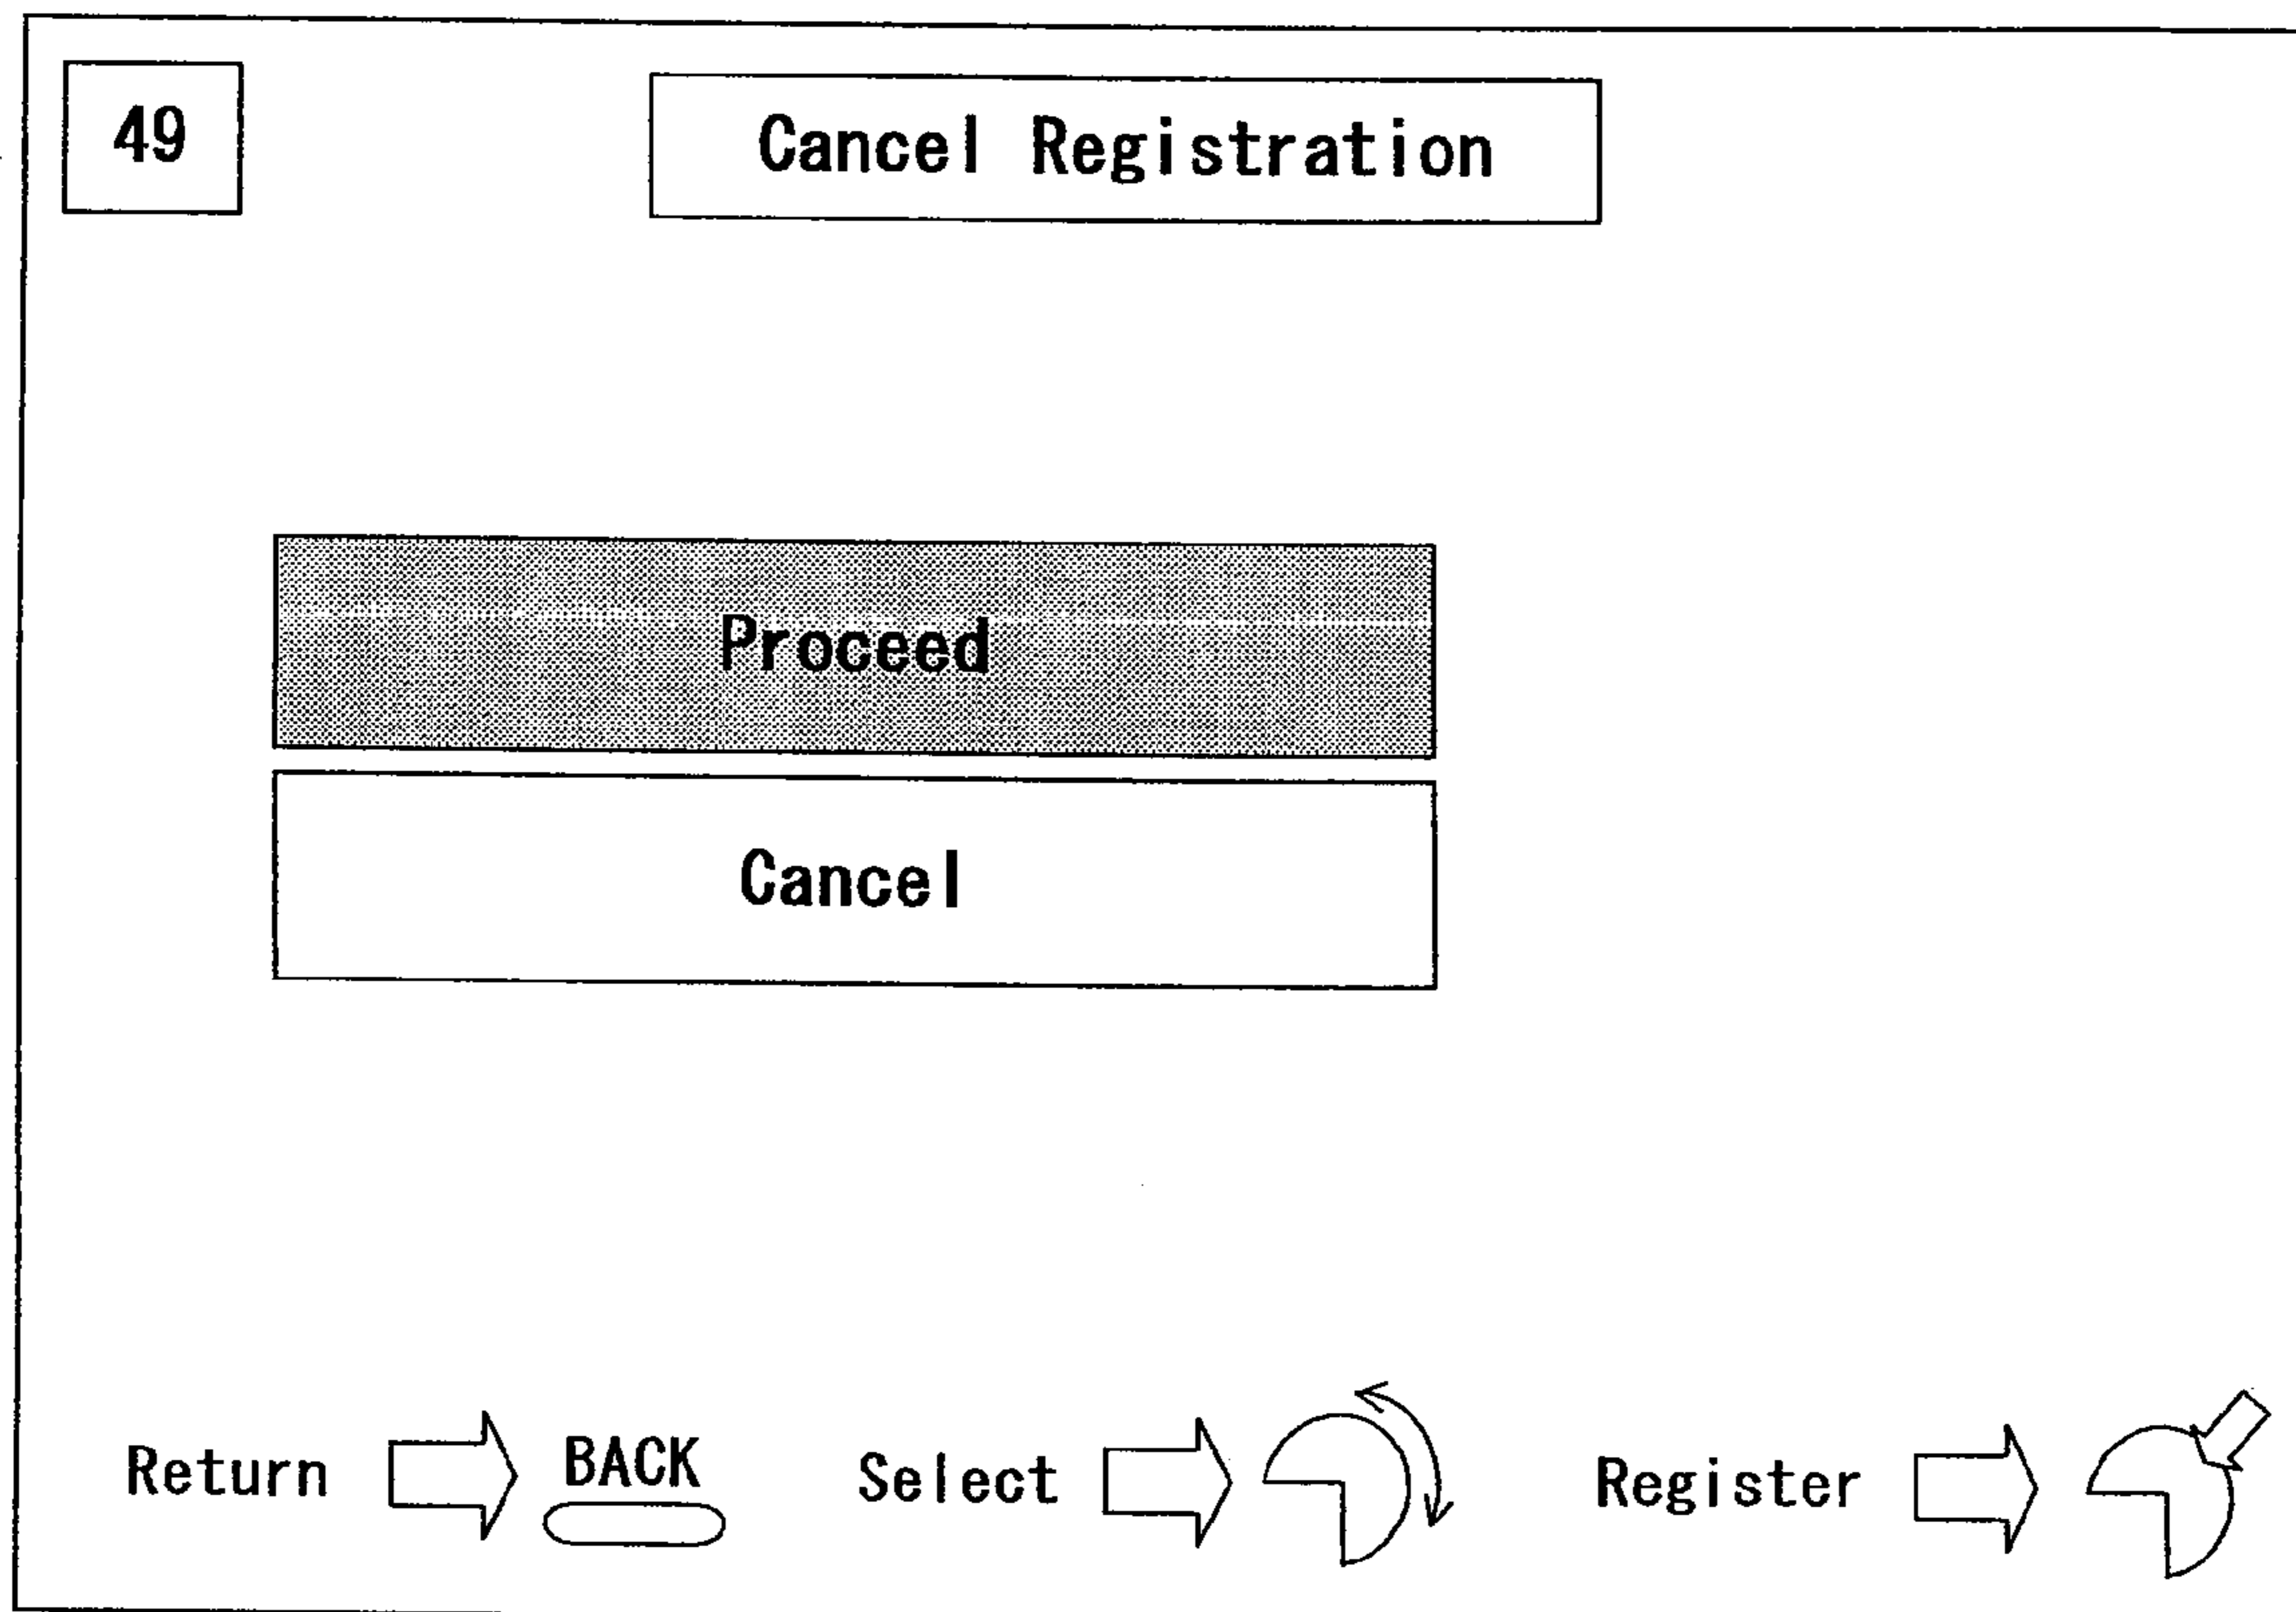 49
Cancel Registration
Proceed
Cancel
Return BACK Select Register